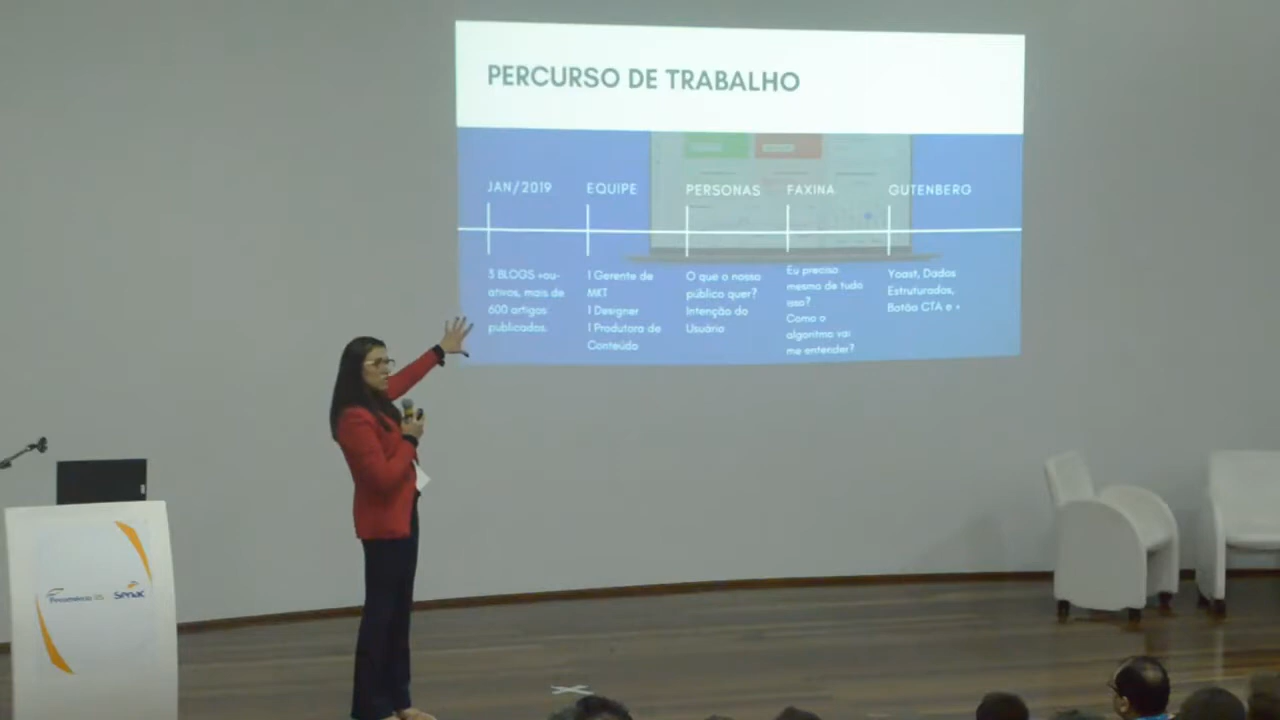 PERCURSO DE TRABALHO
JAN/2019
3 BLOGS +ou-
ativos, mais de
600 artigos
publicados.
EQUIPE
1 Gerente de
MKT
1 Designer
1 Produtora de
Conteúdo
PERSONAS
O que o nosso
público quer?
Intenção do
Usuário
FAXINA
Eu preciso
mesmo de tudo
isso?
Como o
algoritmo vai
me entender?
GUTENBERG
Yoast, Dados
Estruturados,
Botão CTA e +
Senac